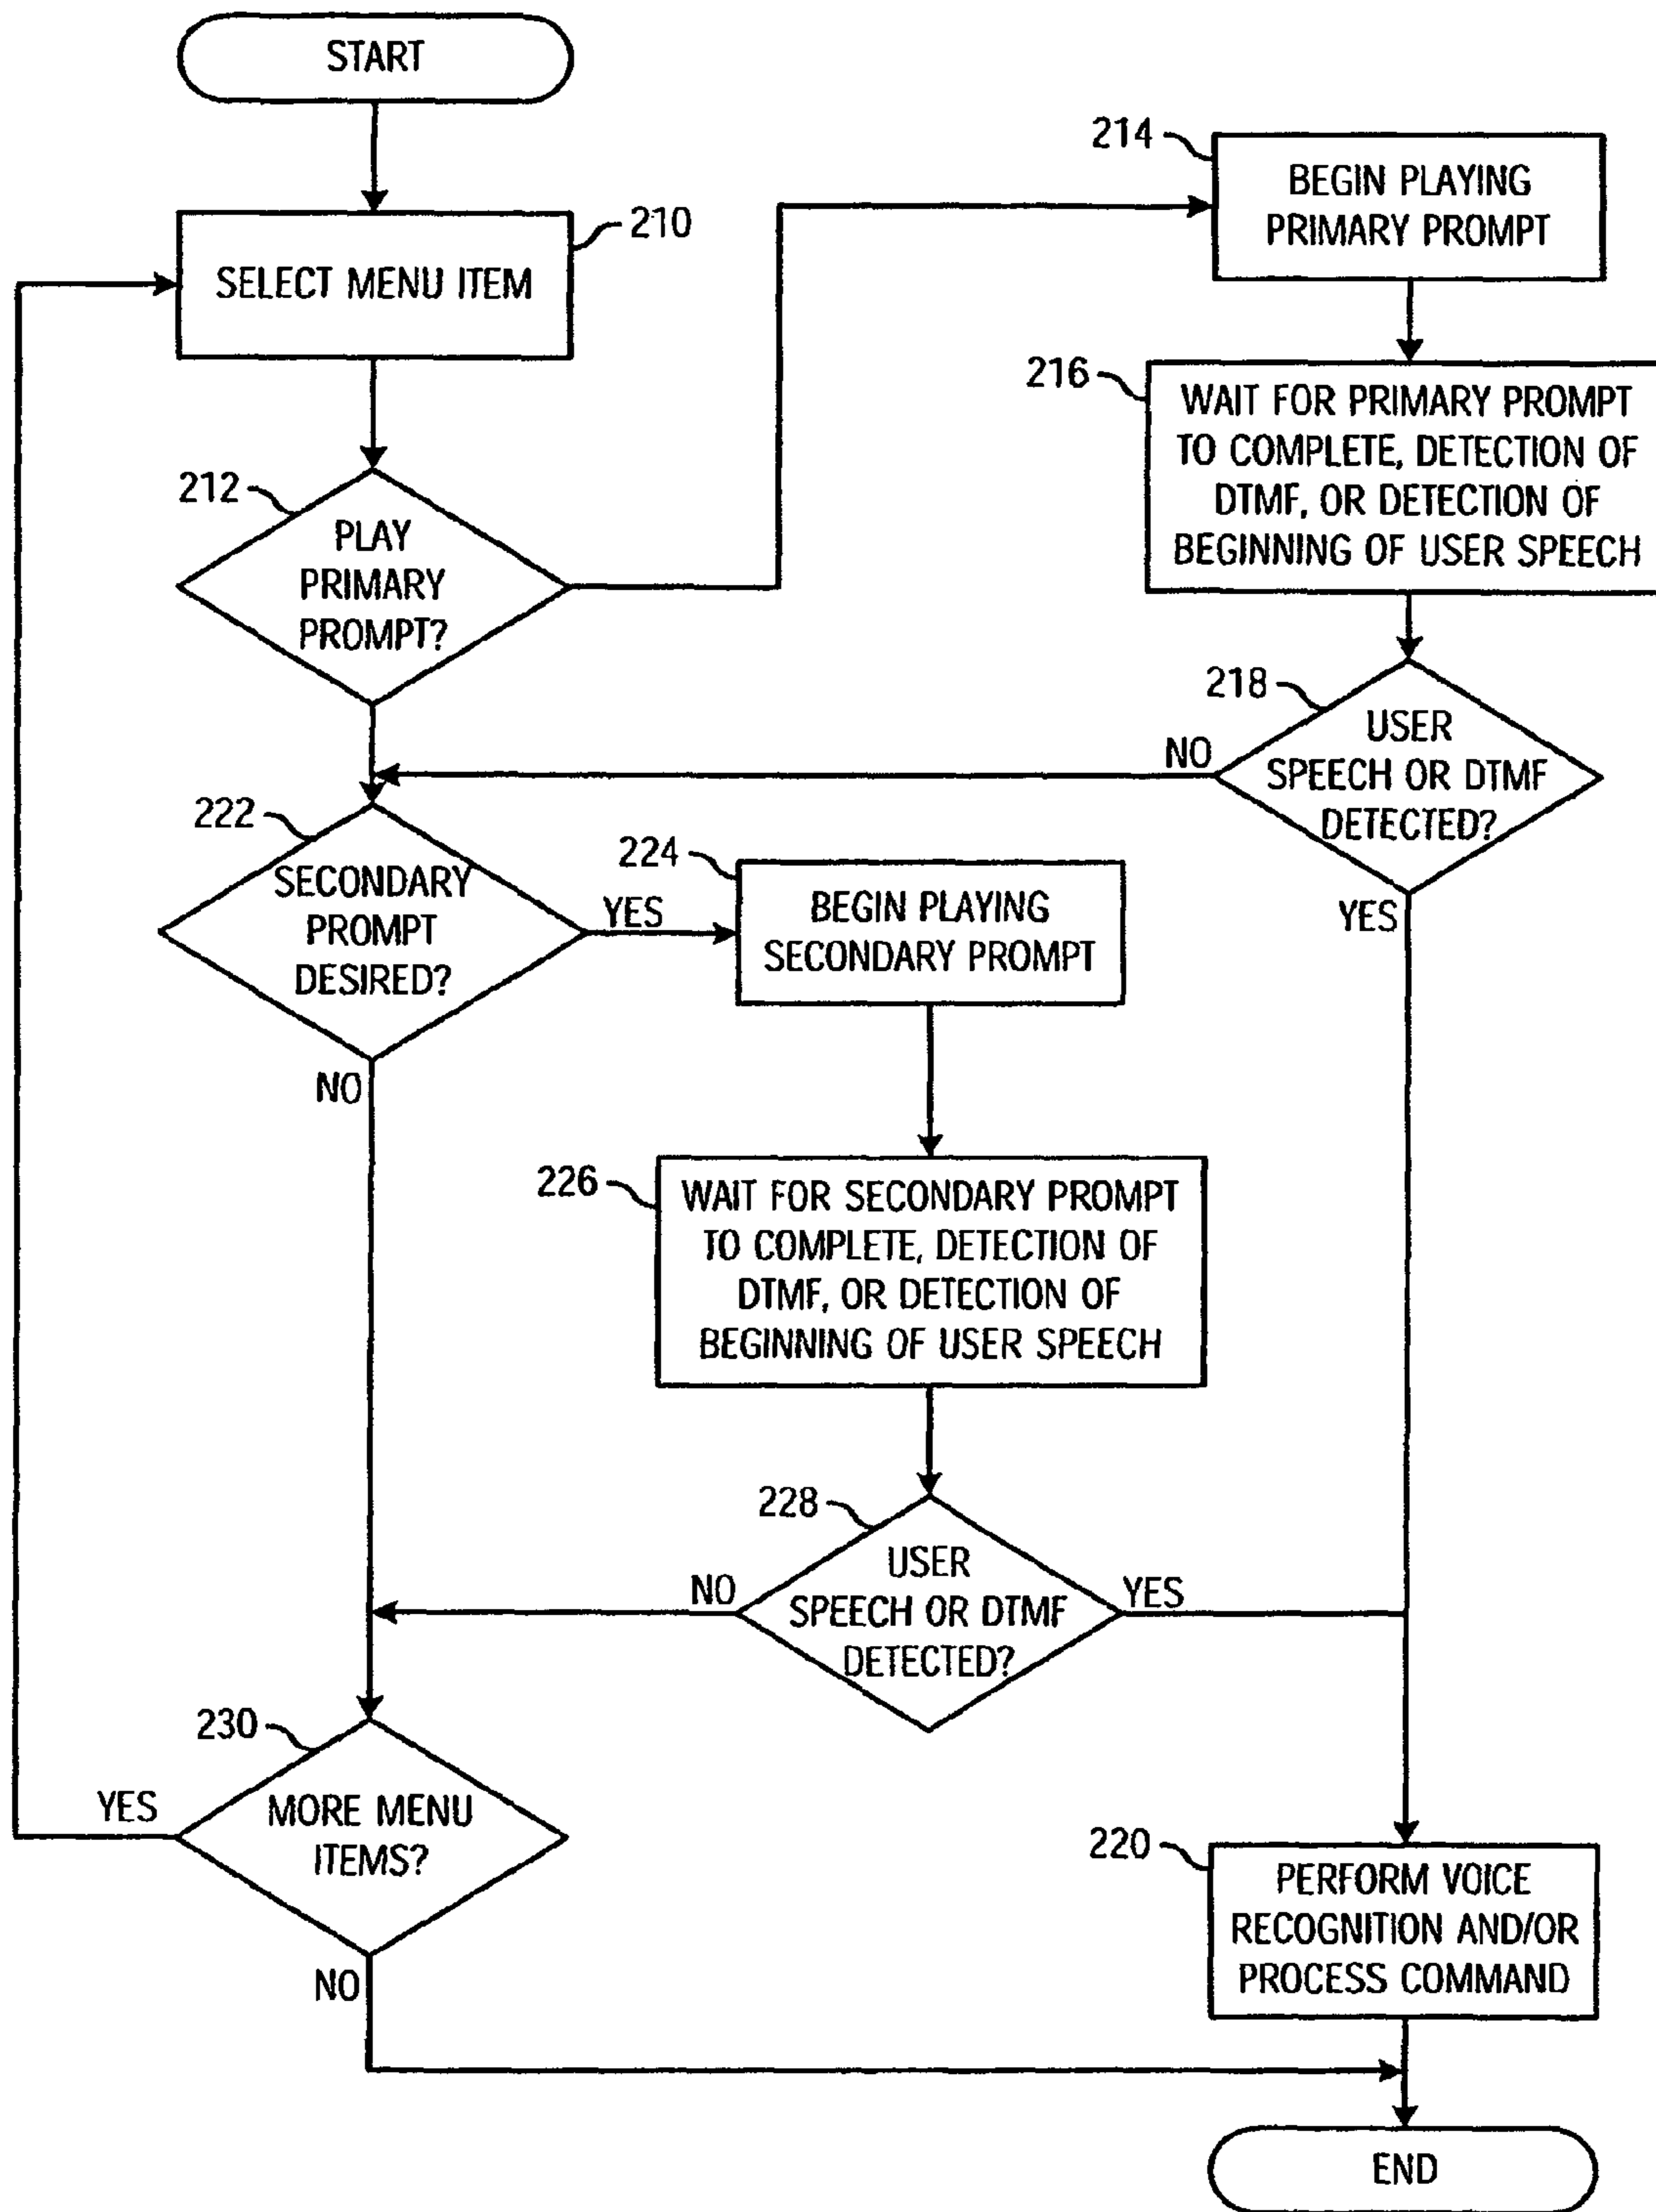 START
210
SELECT MENU ITEM
212
PLAY
PRIMARY
PROMPT?
214
BEGIN PLAYING
PRIMARY PROMPT
216
WAIT FOR PRIMARY PROMPT
TO COMPLETE, DETECTION OF
DTMF, OR DETECTION OF
BEGINNING OF USER SPEECH
218
USER
SPEECH OR DTMF
DETECTED?
NO
YES
222
SECONDARY
PROMPT
DESIRED?
YES
NO
224
BEGIN PLAYING
SECONDARY PROMPT
226
WAIT FOR SECONDARY PROMPT
TO COMPLETE, DETECTION OF
DTMF, OR DETECTION OF
BEGINNING OF USER SPEECH
228
USER
SPEECH OR DTMF
DETECTED?
NO
YES
230
MORE MENU
ITEMS?
YES
NO
220
PERFORM VOICE
RECOGNITION AND/OR
PROCESS COMMAND
END